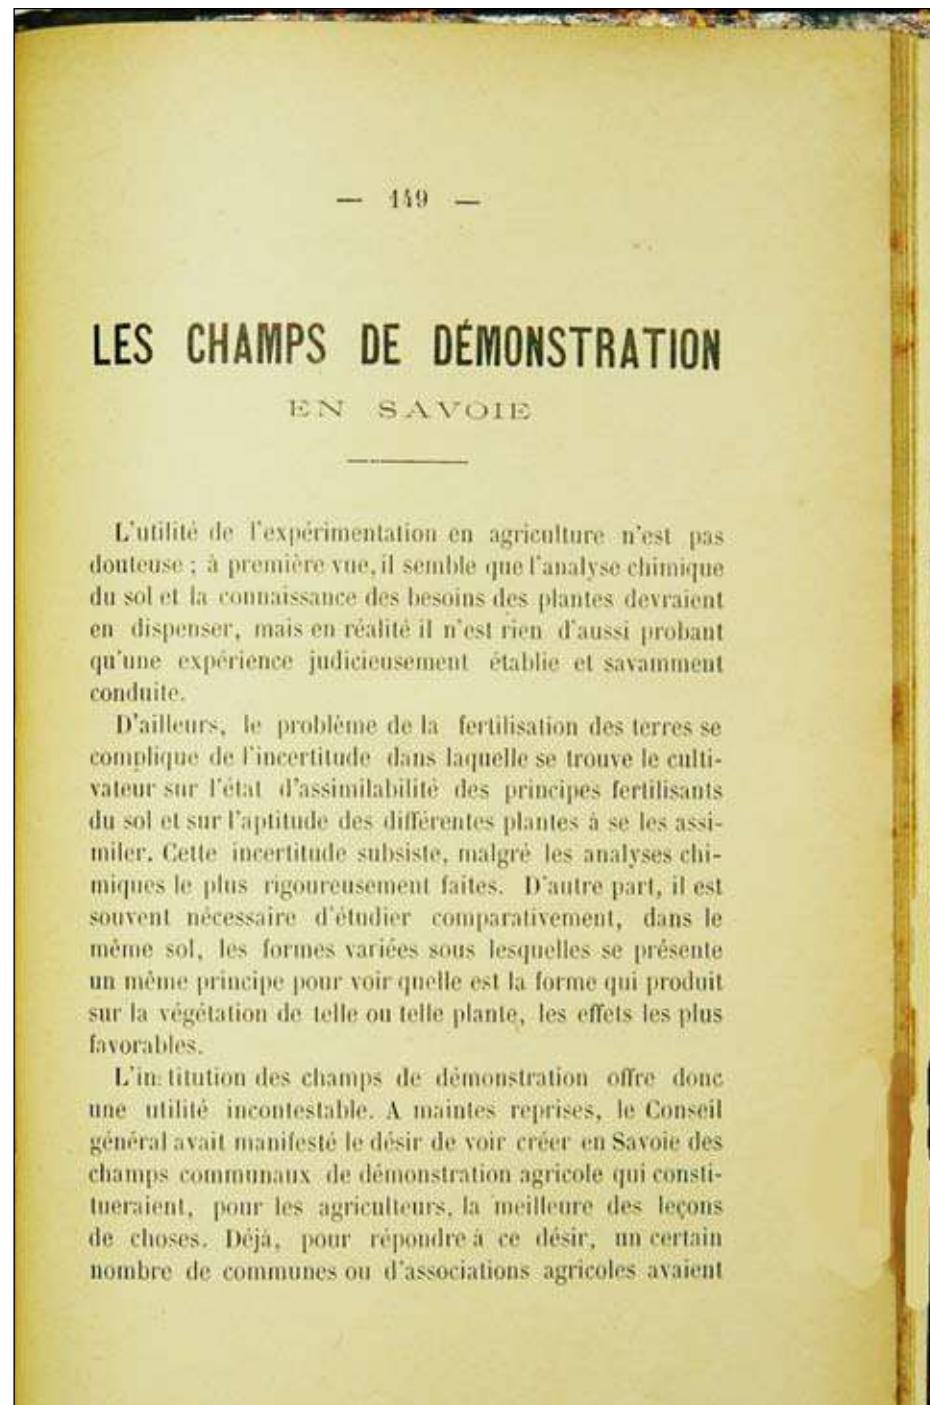 — 149 —
LES CHAMPS DE DÉMONSTRATION
EN SAVOIE
L'utilité de l'expérimentation en agriculture n'est pas
douteuse ; à première vue, il semble que l'analyse chimique
du sol et la connaissance des besoins des plantes devraient
en dispenser, mais en réalité il n'est rien d'aussi probant
qu'une expérience judicieusement établie et savamment
conduite.
D'ailleurs, le problème de la fertilisation des terres se
complique de l'incertitude dans laquelle se trouve le culti-
vateur sur l'état d'assimilabilité des principes fertilisants
du sol et sur l'aptitude des différentes plantes à se les assi-
miler. Cette incertitude subsiste, malgré les analyses chi-
miques le plus rigoureusement faites. D'autre part, il est
souvent nécessaire d'étudier comparativement, dans le
même sol, les formes variées sous lesquelles se présente
un même principe pour voir quelle est la forme qui produit
sur la végétation de telle ou telle plante, les effets les plus
favorables.
L'in titution des champs de démonstration offre donc
une utilité incontestable. A maintes reprises, le Conseil
général avait manifesté le désir de voir créer en Savoie des
champs communaux de démonstration agricole qui consti-
tueraient, pour les agriculteurs, la meilleure des leçons
de choses. Déjà, pour répondre à ce désir, un certain
nombre de communes ou d'associations agricoles avaient